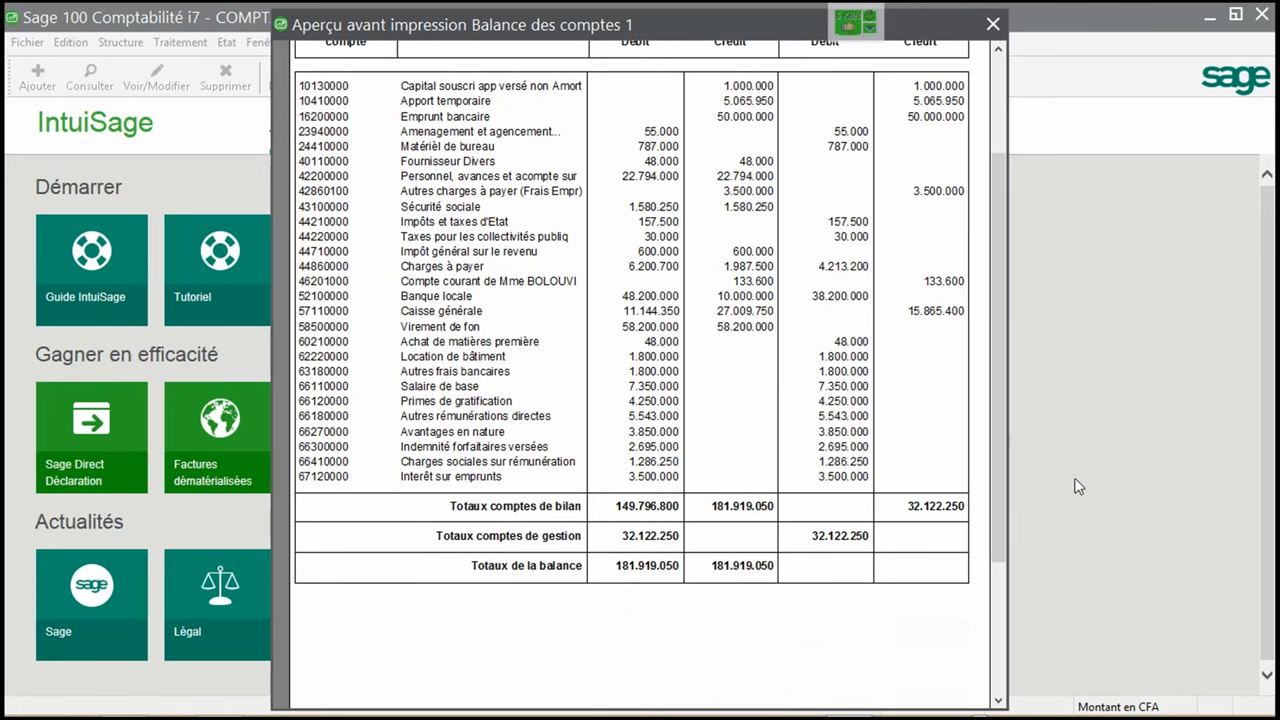 Sage 100 Comptabilité i7 - COMPTA
Aperçu avant impression Balance des comptes 1
Fichier Edition Structure Traitement Etat Fenê
Ajouter Consulter Voir/Modifier Supprimer
sage
IntuiSage
Démarrer
Guide IntuiSage Tutoriel
Gagner en efficacité
Sage Direct Déclaration
Factures dématérialisées
Actualités
sage
Sage Légal
compte Débit Crédit Débit Crédit
10130000 Capital souscri app versé non Amort 1.000.000 1.000.000
10410000 Apport temporaire 5.065.950 5.065.950
16200000 Emprunt bancaire 50.000.000 50.000.000
23940000 Amenagement et agencement... 55.000 55.000
24410000 Matérièl de bureau 787.000 787.000
40110000 Fournisseur Divers 48.000 48.000
42200000 Personnel, avances et acompte sur 22.794.000 22.794.000
42860100 Autres charges à payer (Frais Empr) 3.500.000 3.500.000
43100000 Sécurité sociale 1.580.250 1.580.250
44210000 Impôts et taxes d'Etat 157.500 157.500
44220000 Taxes pour les collectivités publiq 30.000 30.000
44710000 Impôt général sur le revenu 600.000 600.000
44860000 Charges à payer 6.200.700 1.987.500 4.213.200
46201000 Compte courant de Mme BOLOUVI 133.600 133.600
52100000 Banque locale 48.200.000 10.000.000 38.200.000
57110000 Caisse générale 11.144.350 27.009.750 15.865.400
58500000 Virement de fon 58.200.000 58.200.000
60210000 Achat de matières première 48.000 48.000
62220000 Location de bâtiment 1.800.000 1.800.000
63180000 Autres frais bancaires 1.800.000 1.800.000
66110000 Salaire de base 7.350.000 7.350.000
66120000 Primes de gratification 4.250.000 4.250.000
66180000 Autres rémunérations directes 5.543.000 5.543.000
66270000 Avantages en nature 3.850.000 3.850.000
66300000 Indemnité forfaitaires versées 2.695.000 2.695.000
66410000 Charges sociales sur rémunération 1.286.250 1.286.250
67120000 Interêt sur emprunts 3.500.000 3.500.000
Totaux comptes de bilan 149.796.800 181.919.050 32.122.250
Totaux comptes de gestion 32.122.250 32.122.250
Totaux de la balance 181.919.050 181.919.050
Montant en CFA